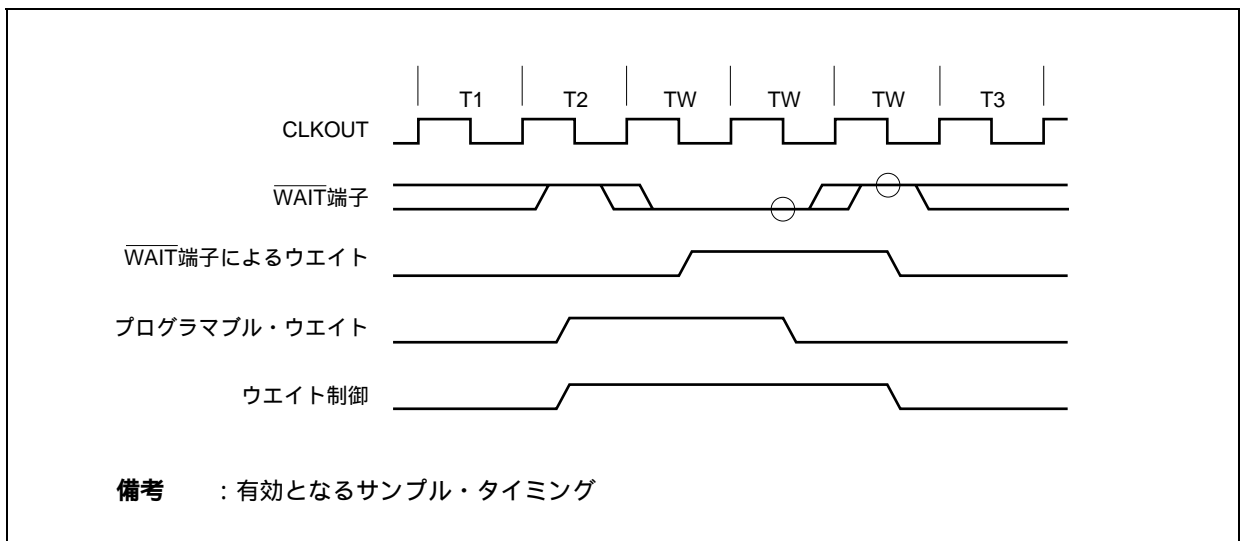 T1 T2 TW TW TW T3
CLKOUT
WAIT端子
WAIT端子によるウエイト
プログラマブル・ウエイト
ウエイト制御
備考 ：有効となるサンプル・タイミング